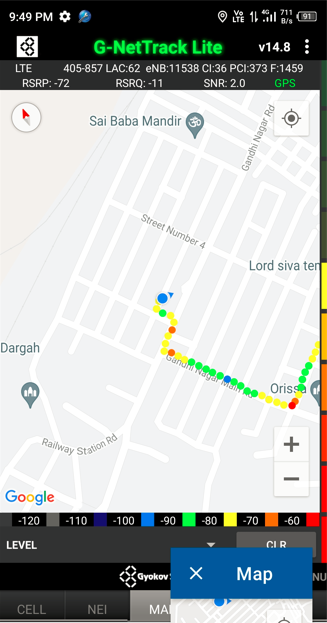 9:49 PM
Vo LTE 4G 711 B/s 91
G-NetTrack Lite v14.8
LTE 405-857 LAC:62 eNB:11538 CI:36 PCI:373 F:1459
RSRP: -72 RSRQ: -11 SNR: 2.0 GPS
Sai Baba Mandir
Gandhi Nagar Rd
Street Number 4
Lord siva ten
Dargah
Gandhi Nagar Main Rd
Orissa
Railway Station Rd
Google
-120 -110 -100 -90 -80 -70 -60
LEVEL CLR
Gyokov
Map
CELL NEI MA